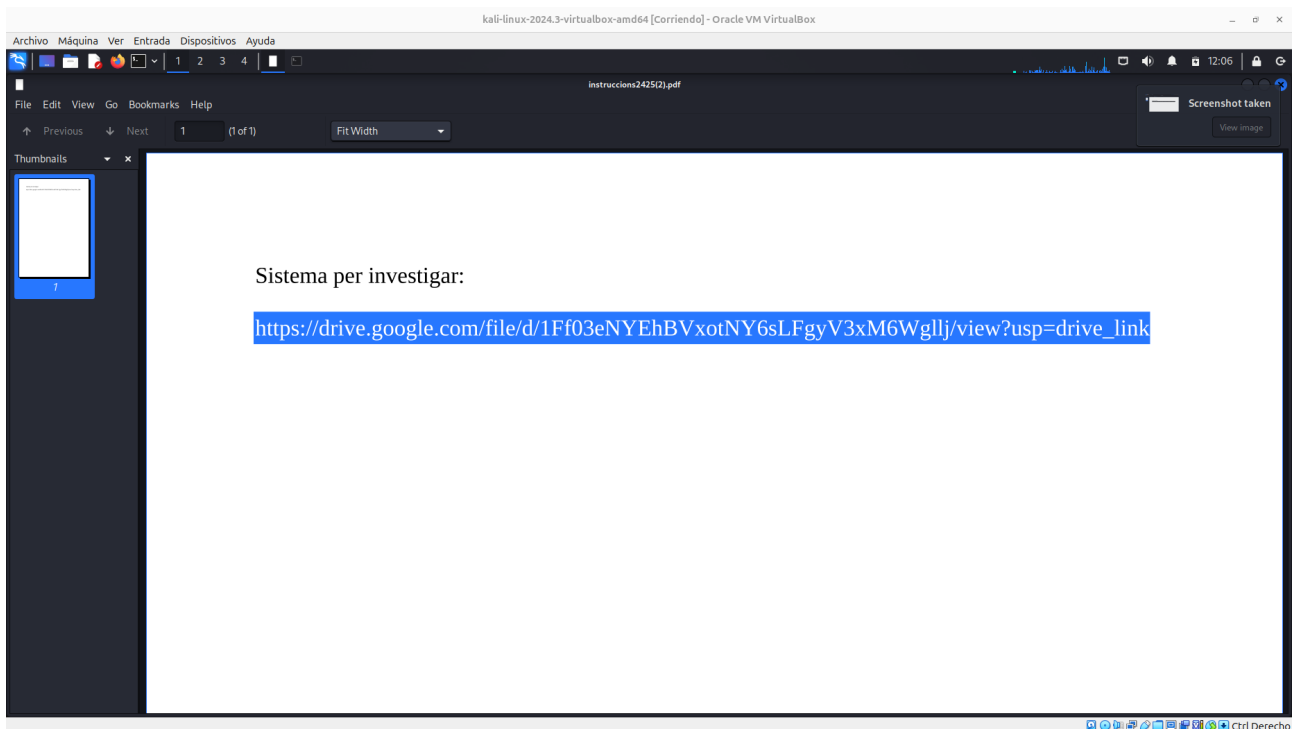 kali-linux-2024.3-virtualbox-amd64 [Corriendo] - Oracle VM VirtualBox
Archivo Máquina Ver Entrada Dispositivos Ayuda
1 2 3 4 12:06
instruccions2425(2).pdf
File Edit View Go Bookmarks Help
Screenshot taken
Previous Next 1 (1 of 1) Fit Width
View image
Thumbnails
Sistema per investigar:
https://drive.google.com/file/d/1Ff03eNYEhBVxotNY6sLFgyV3xM6Wgllj/view?usp=drive_link
1
Ctrl Derecho